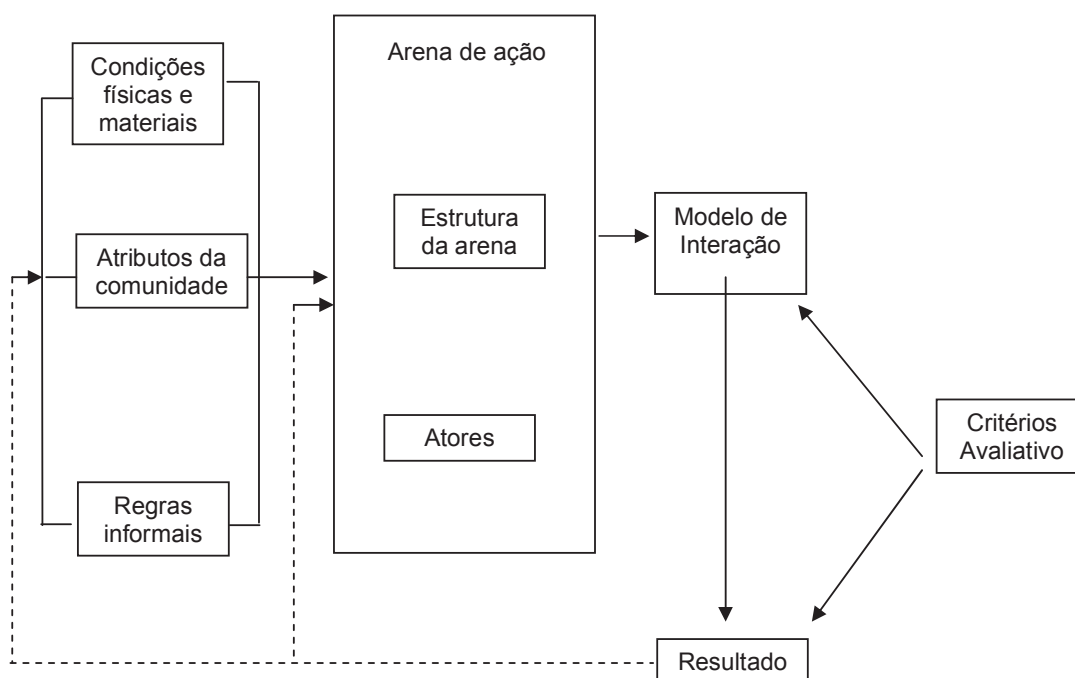 Condições
físicas e
materiais
Atributos da
comunidade
Regras
informais
Arena de ação
Estrutura
da arena
Atores
Modelo de
Interação
Critérios
Avaliativo
Resultado